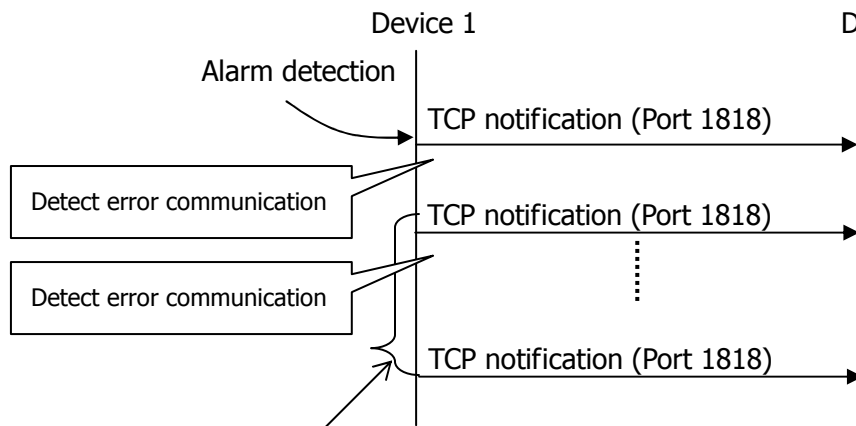 Device 1
D
Alarm detection
TCP notification (Port 1818)
Detect error communication
TCP notification (Port 1818)
Detect error communication
TCP notification (Port 1818)